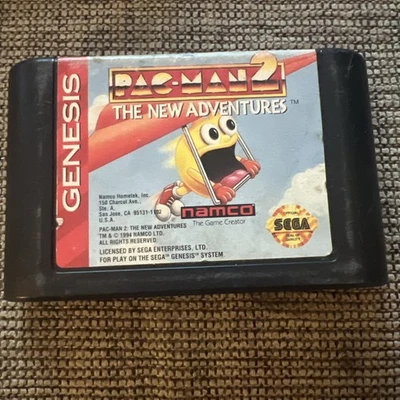 GENESIS
PAC-MAN 2
THE NEW ADVENTURES™
Namco Hometek, Inc.
150 Charcot Ave.,
Ste. A
San Jose, CA 95131-1102
U.S.A.
namco
The Game Creator
PAC-MAN 2: THE NEW ADVENTURES
TM & © 1994 NAMCO LTD.
ALL RIGHTS RESERVED
LICENSED BY SEGA ENTERPRISES, LTD.
FOR PLAY ON THE SEGA™ GENESIS™ SYSTEM
SEGA